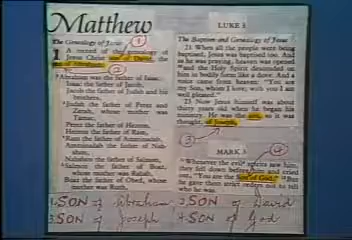 Matthew
The Genealogy of Jesus
1 A record of the genealogy of
Jesus Christ son of David, the
son of Abraham:
Abraham was the father of Isaac,
Isaac the father of Jacob,
Jacob the father of Judah and his
brothers,
Judah the father of Perez and
Zerah, whose mother was
Tamar,
Perez the father of Hezron,
Hezron the father of Ram,
Ram the father of Amminadab,
Amminadab the father of Nah-
shon,
Nahshon the father of Salmon,
Salmon the father of Boaz,
whose mother was Rahab,
Boaz the father of Obed, whose
mother was Ruth,
LUKE 3
The Baptism and Genealogy of Jesus
21 When all the people were being
baptized, Jesus was baptized too. And
as he was praying, heaven was opened
and the Holy Spirit descended on
him in bodily form like a dove. And a
voice came from heaven: "You are
my Son, whom I love; with you I am
well pleased."
23 Now Jesus himself was about
thirty years old when he began his
ministry. He was the son, so it was
thought, of Joseph,
MARK 3
"Whenever the evil spirits saw him,
they fell down before him and cried
out, "You are the Son of God." But
he gave them strict orders not to tell
who he was.
1 2 3 4
1. SON of Abraham 2. SON of David
3. SON of Joseph 4. SON of God